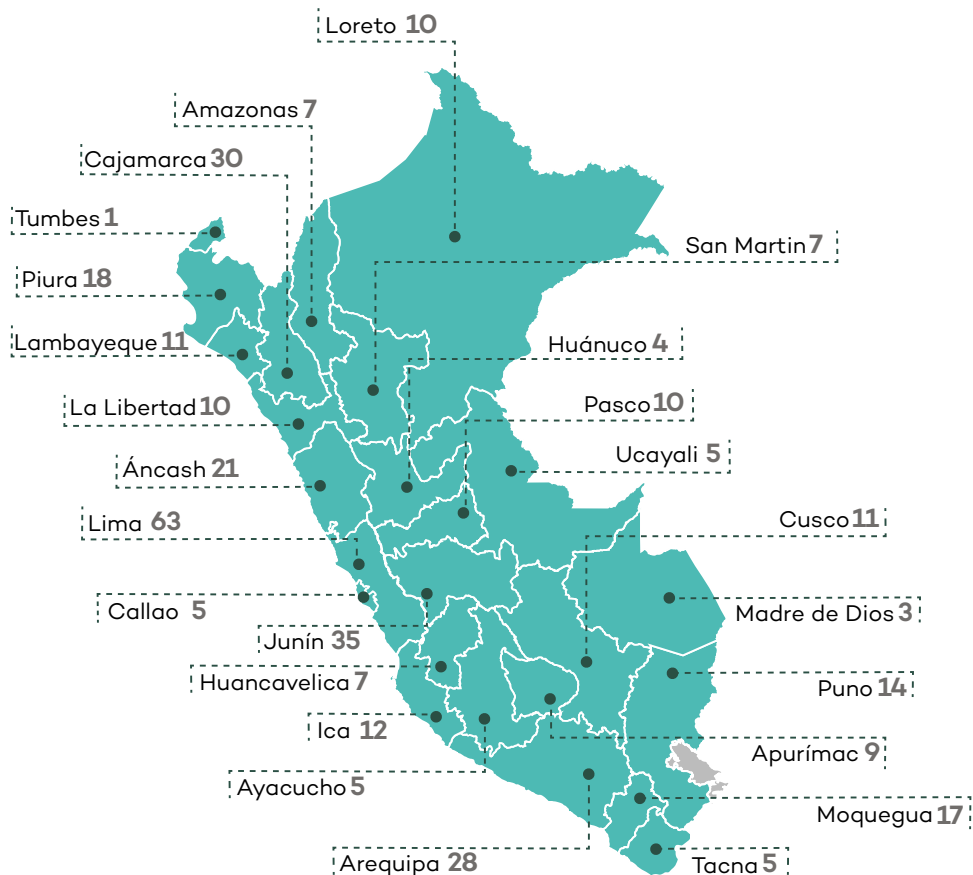 Loreto 10
Amazonas 7
Cajamarca 30
Tumbes 1
San Martin 7
Piura 18
Lambayeque 11
Huánuco 4
La Libertad 10
Pasco 10
Áncash 21
Ucayali 5
Lima 63
Cusco 11
Callao 5
Madre de Dios 3
Junín 35
Huancavelica 7
Puno 14
Ica 12
Apurímac 9
Ayacucho 5
Moquegua 17
Arequipa 28
Tacna 5